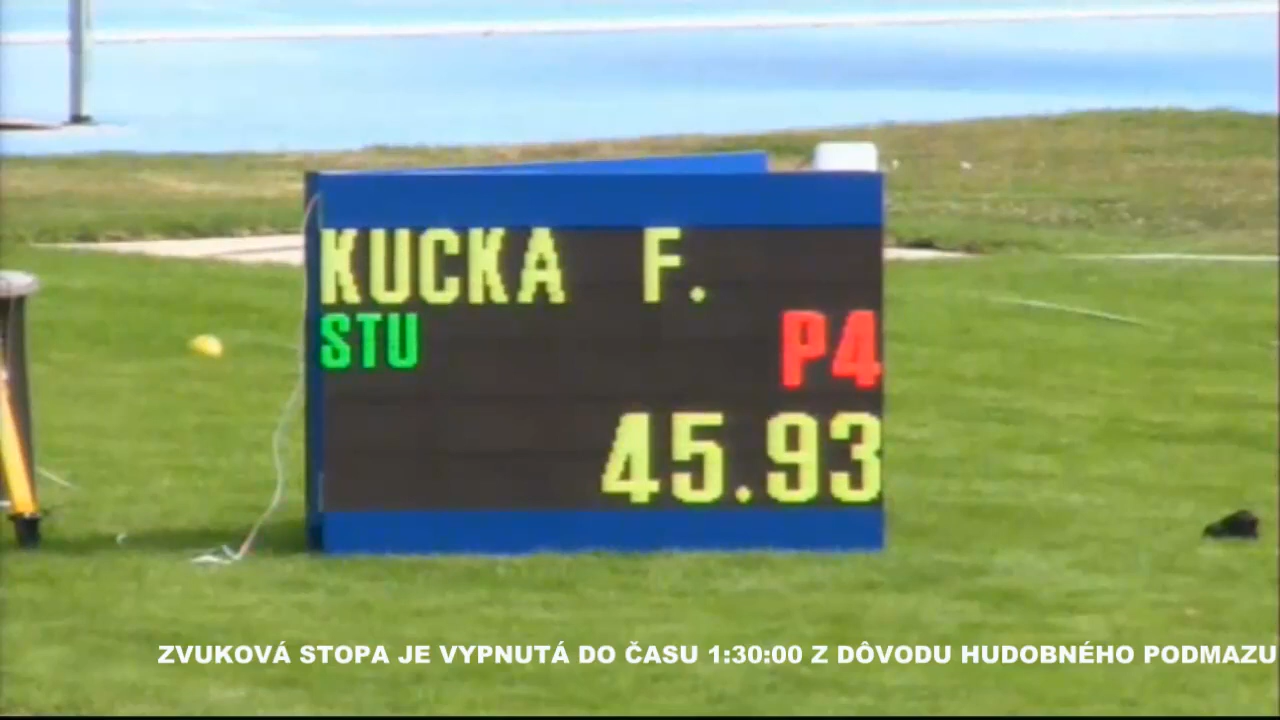 KUCKA F.
STU P4
45.93
ZVUKOVÁ STOPA JE VYPNUTÁ DO ČASU 1:30:00 Z DÔVODU HUDOBNÉHO PODMAZU